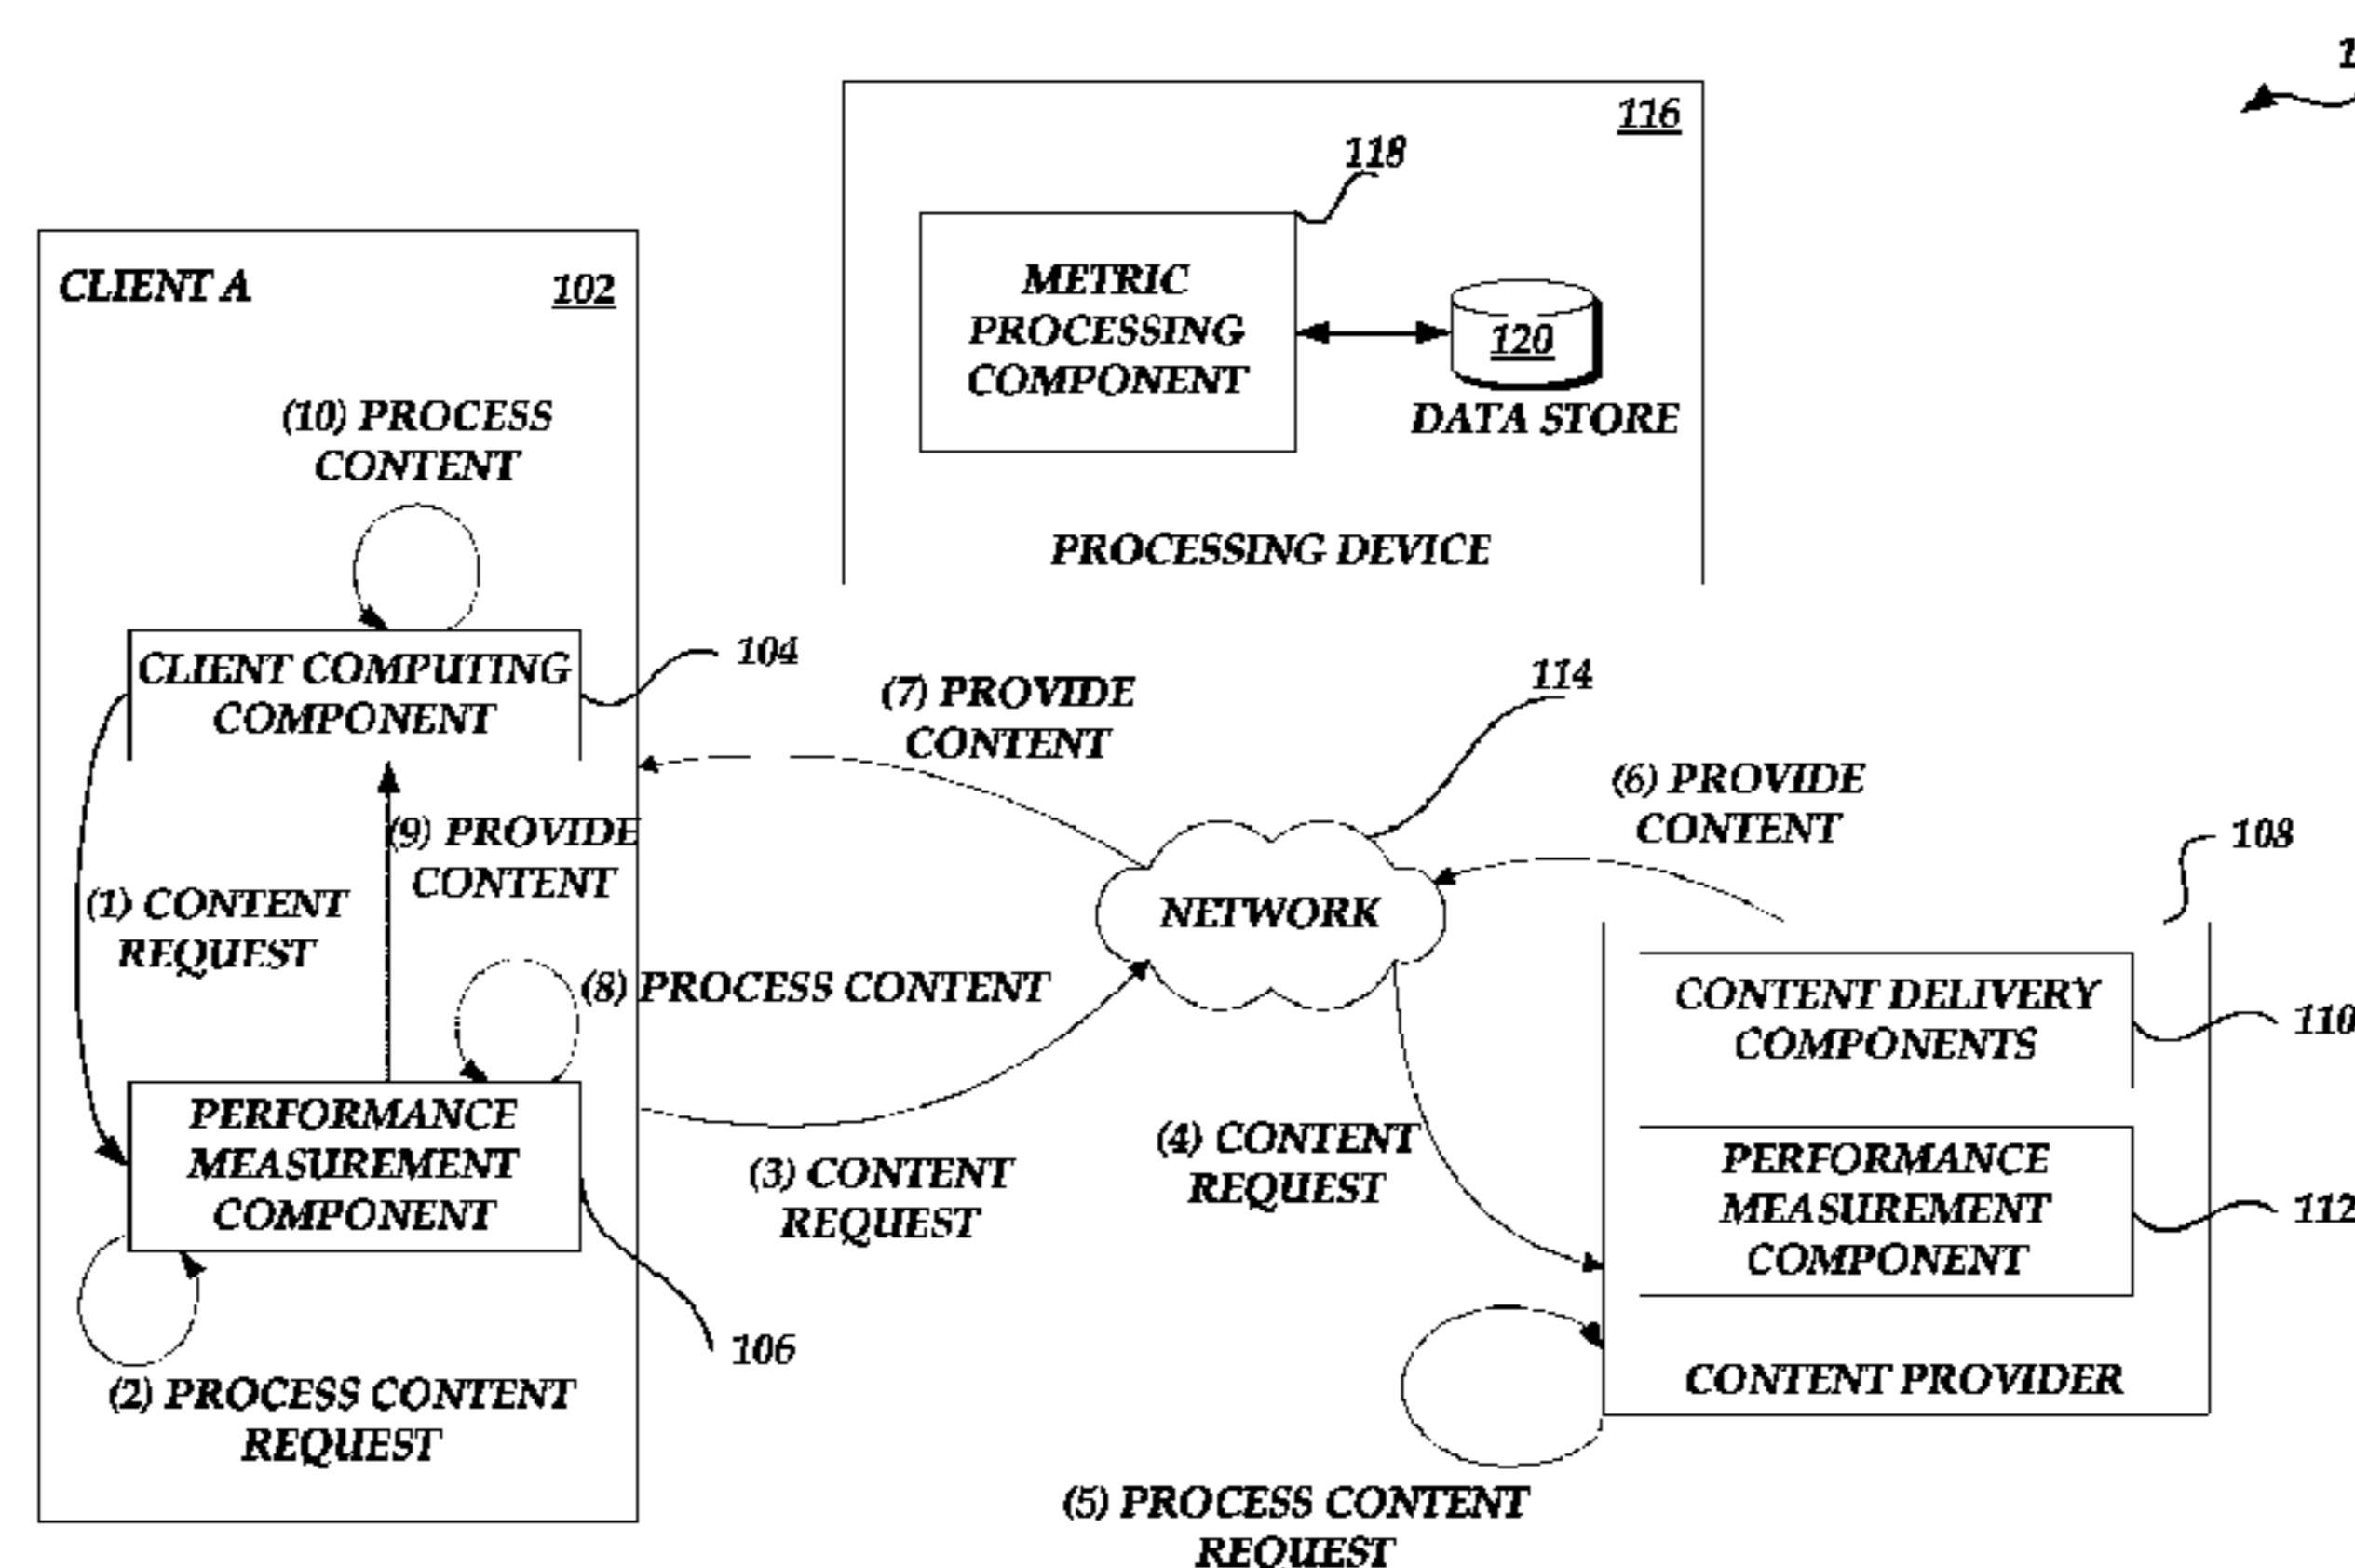 116
118
METRIC
PROCESSING
COMPONENT
120
DATA STORE
PROCESSING DEVICE
CLIENT A
102
(10) PROCESS
CONTENT
CLIENT COMPUTING
COMPONENT
104
(7) PROVIDE
CONTENT
114
(6) PROVIDE
CONTENT
108
(9) PROVIDE
CONTENT
(1) CONTENT
REQUEST
NETWORK
(8) PROCESS CONTENT
CONTENT DELIVERY
COMPONENTS
110
PERFORMANCE
MEASUREMENT
COMPONENT
(3) CONTENT
REQUEST
(4) CONTENT
REQUEST
PERFORMANCE
MEASUREMENT
COMPONENT
112
106
CONTENT PROVIDER
(2) PROCESS CONTENT
REQUEST
(5) PROCESS CONTENT
REQUEST